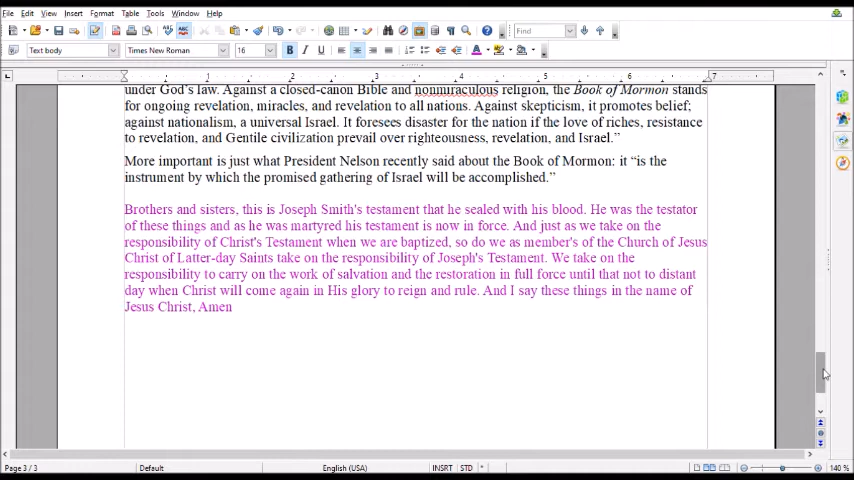 File Edit View Insert Format Table Tools Window Help
Find
Text body Times New Roman 16 B I U A
1 1 2 3 4 5 6 7
under God's law. Against a closed-canon Bible and nonmiraculous religion, the Book of Mormon stands
for ongoing revelation, miracles, and revelation to all nations. Against skepticism, it promotes belief;
against nationalism, a universal Israel. It foresees disaster for the nation if the love of riches, resistance
to revelation, and Gentile civilization prevail over righteousness, revelation, and Israel.”
More important is just what President Nelson recently said about the Book of Mormon: it “is the
instrument by which the promised gathering of Israel will be accomplished.”
Brothers and sisters, this is Joseph Smith's testament that he sealed with his blood. He was the testator
of these things and as he was martyred his testament is now in force. And just as we take on the
responsibility of Christ's Testament when we are baptized, so do we as member's of the Church of Jesus
Christ of Latter-day Saints take on the responsibility of Joseph's Testament. We take on the
responsibility to carry on the work of salvation and the restoration in full force until that not to distant
day when Christ will come again in His glory to reign and rule. And I say these things in the name of
Jesus Christ, Amen
Page 3 / 3 Default English (USA) INSRT STD * 140 %